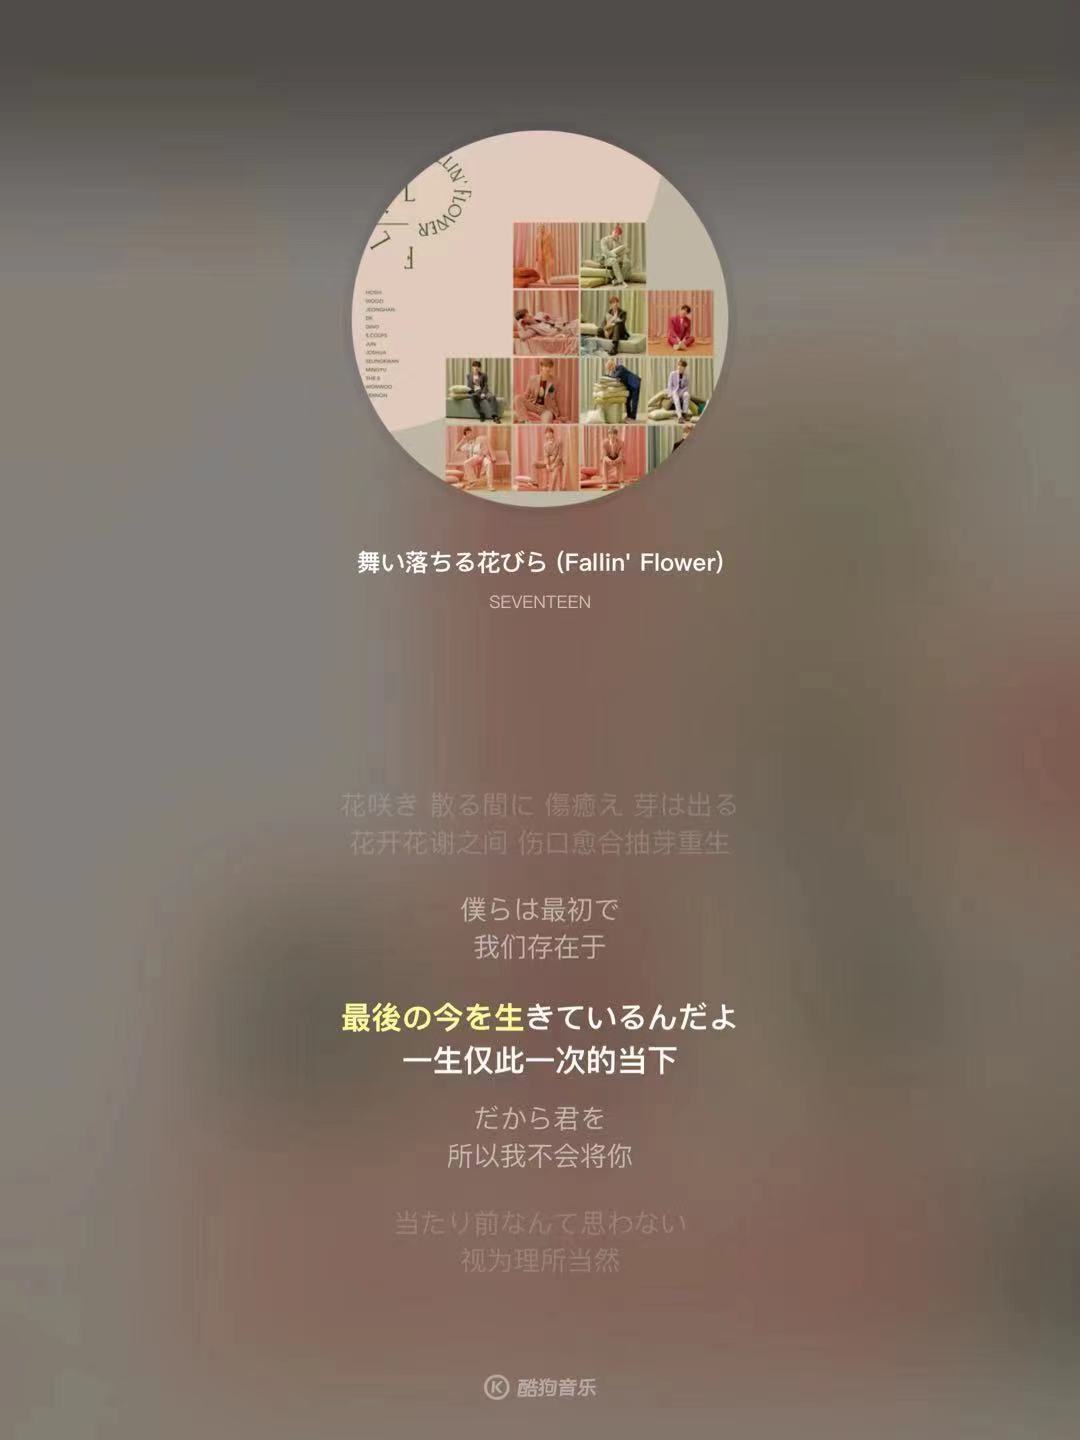 LLIN' FLOWER
F
L
HOSHI
WOOZI
JEONGHAN
DK
DINO
S.COUPS
JUN
JOSHUA
SEUNGKWAN
MINGYU
THE 8
WONWOO
VERNON
舞い落ちる花びら (Fallin' Flower)
SEVENTEEN
花咲き 散る間に 傷癒え 芽は出る
花开花谢之间 伤口愈合抽芽重生
僕らは最初で
我们存在于
最後の今を生きているんだよ
一生仅此一次的当下
だから君を
所以我不会将你
当たり前なんて思わない
视为理所当然
酷狗音乐